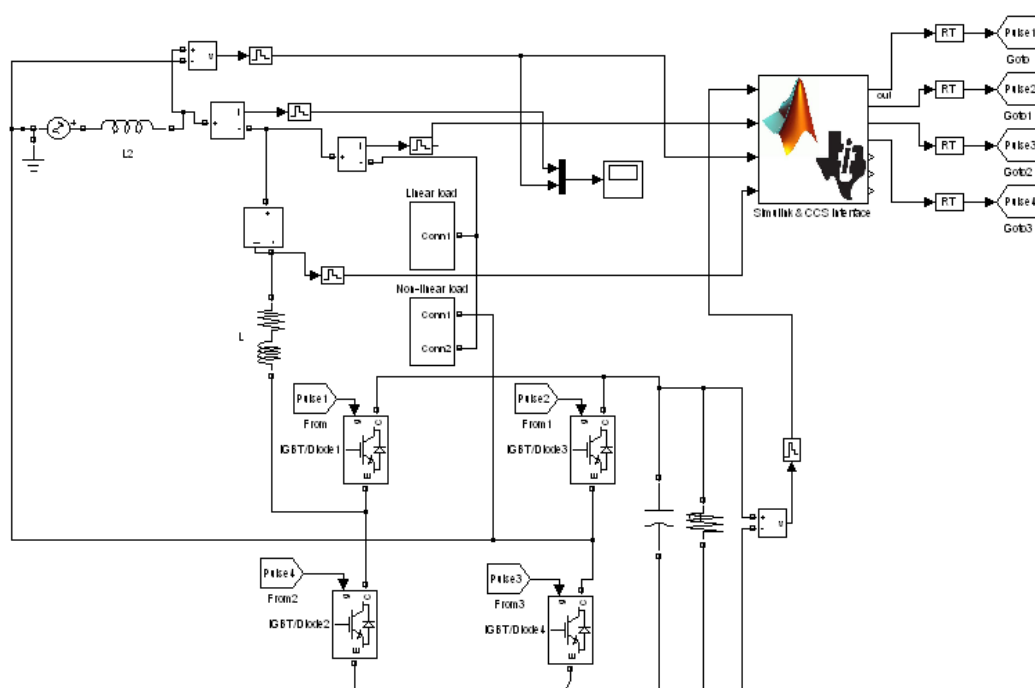 RT
Pulse1
Goto
v
out
RT
Pulse2
Goto1
L2
RT
Pulse3
Goto2
Linear load
Conn1
RT
Pulse4
Goto3
Simulink & CCS Interface
Non-linear load
Conn1
Conn2
L
Pulse1
From
g
C
E
IGBT/Diode1
Pulse2
From1
g
C
E
IGBT/Diode3
v
Pulse4
From2
g
C
E
IGBT/Diode2
Pulse3
From3
g
C
E
IGBT/Diode4